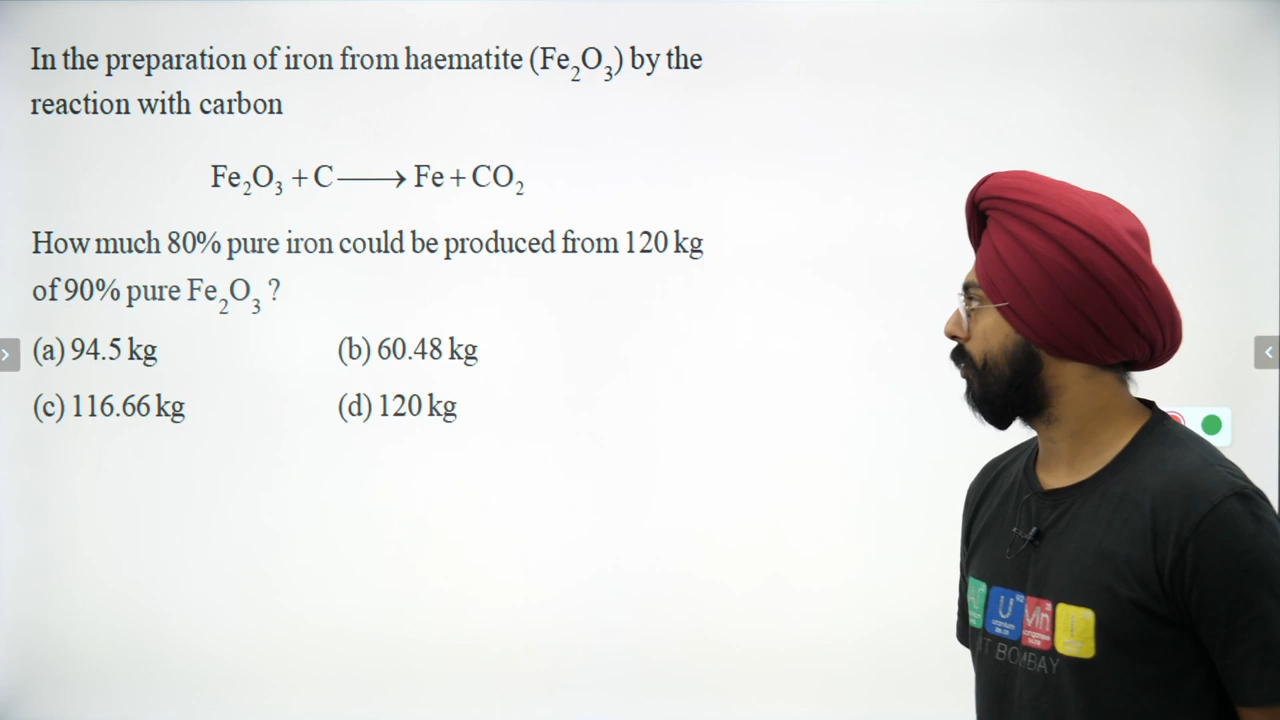 In the preparation of iron from haematite (Fe₂O₃) by the
reaction with carbon
Fe₂O₃ + C ⟶ Fe + CO₂
How much 80% pure iron could be produced from 120 kg
of 90% pure Fe₂O₃ ?
(a) 94.5 kg (b) 60.48 kg
(c) 116.66 kg (d) 120 kg
U
Mn
BOMBAY